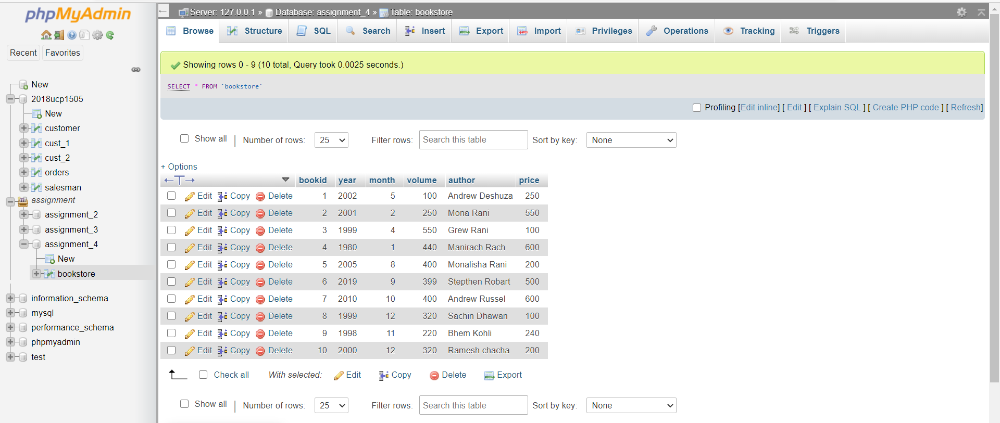 phpMyAdmin
Recent Favorites
New
2018ucp1505
New
customer
cust_1
cust_2
orders
salesman
assignment
assignment_2
assignment_3
assignment_4
New
bookstore
information_schema
mysql
performance_schema
phpmyadmin
test
Server: 127.0.0.1 » Database: assignment_4 » Table: bookstore
Browse Structure SQL Search Insert Export Import Privileges Operations Tracking Triggers
Showing rows 0 - 9 (10 total, Query took 0.0025 seconds.)
SELECT * FROM `bookstore`
Profiling [Edit inline] [ Edit ] [ Explain SQL ] [ Create PHP code ] [ Refresh]
Show all | Number of rows: 25 Filter rows: Search this table Sort by key: None
+ Options
←T→ bookid year month volume author price
Edit Copy Delete 1 2002 5 100 Andrew Deshuza 250
Edit Copy Delete 2 2001 2 250 Mona Rani 550
Edit Copy Delete 3 1999 4 550 Grew Rani 100
Edit Copy Delete 4 1980 1 440 Manirach Rach 600
Edit Copy Delete 5 2005 8 400 Monalisha Rani 200
Edit Copy Delete 6 2019 9 399 Stepthen Robart 500
Edit Copy Delete 7 2010 10 400 Andrew Russel 600
Edit Copy Delete 8 1999 12 320 Sachin Dhawan 100
Edit Copy Delete 9 1998 11 220 Bhem Kohli 240
Edit Copy Delete 10 2000 12 320 Ramesh chacha 200
Check all With selected: Edit Copy Delete Export
Show all | Number of rows: 25 Filter rows: Search this table Sort by key: None